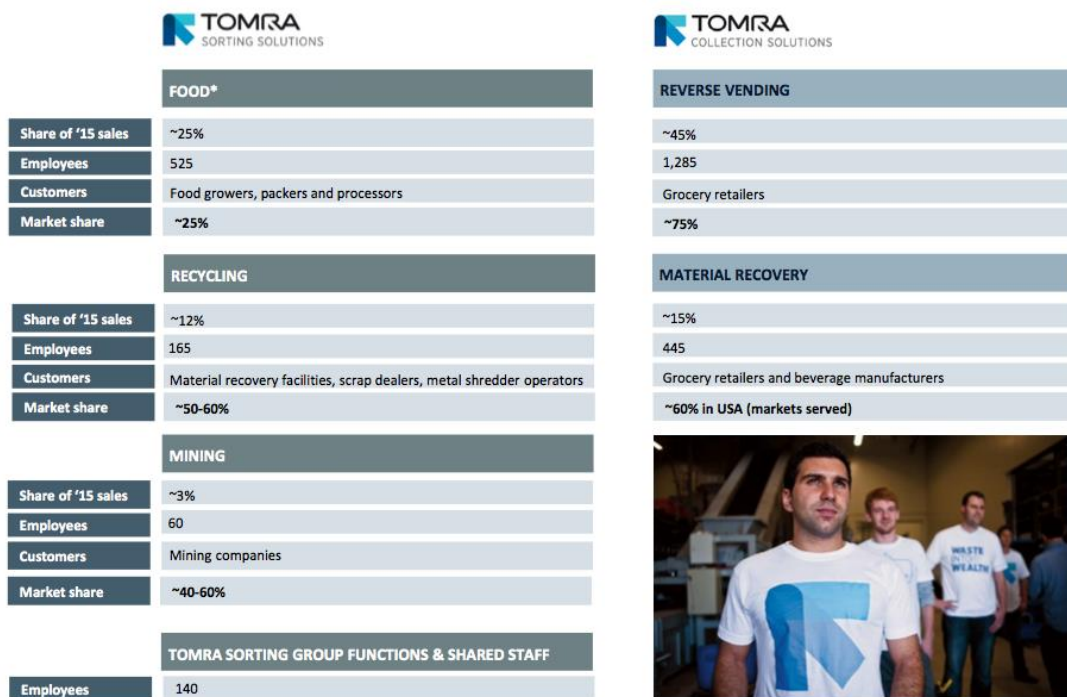 TOMRA
SORTING SOLUTIONS
FOOD*
Share of ‘15 sales ~25%
Employees 525
Customers Food growers, packers and processors
Market share ~25%
RECYCLING
Share of ‘15 sales ~12%
Employees 165
Customers Material recovery facilities, scrap dealers, metal shredder operators
Market share ~50-60%
MINING
Share of ’15 sales ~3%
Employees 60
Customers Mining companies
Market share ~40-60%
TOMRA SORTING GROUP FUNCTIONS & SHARED STAFF
Employees 140
TOMRA
COLLECTION SOLUTIONS
REVERSE VENDING
~45%
1,285
Grocery retailers
~75%
MATERIAL RECOVERY
~15%
445
Grocery retailers and beverage manufacturers
~60% in USA (markets served)
WASTE
WEALTH